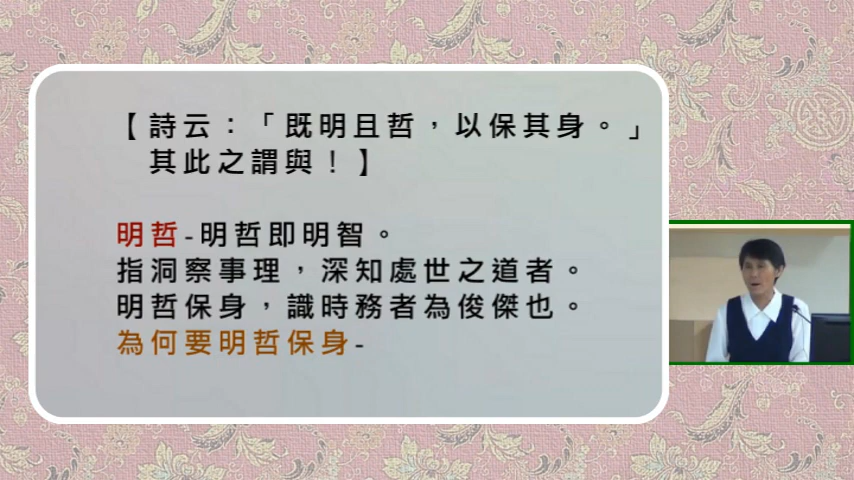 【詩云：「既明且哲，以保其身。」
其此之謂與！】
明哲-明哲即明智。
指洞察事理，深知處世之道者。
明哲保身，識時務者為俊傑也。
為何要明哲保身-